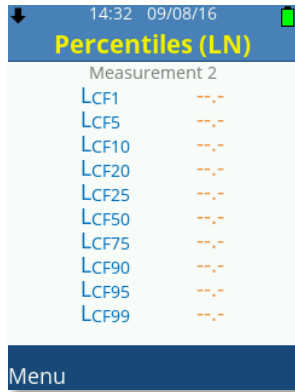 14:32 09/08/16
Percentiles (LN)
Measurement 2
LCF1 --.-
LCF5 --.-
LCF10 --.-
LCF20 --.-
LCF25 --.-
LCF50 --.-
LCF75 --.-
LCF90 --.-
LCF95 --.-
LCF99 --.-
Menu